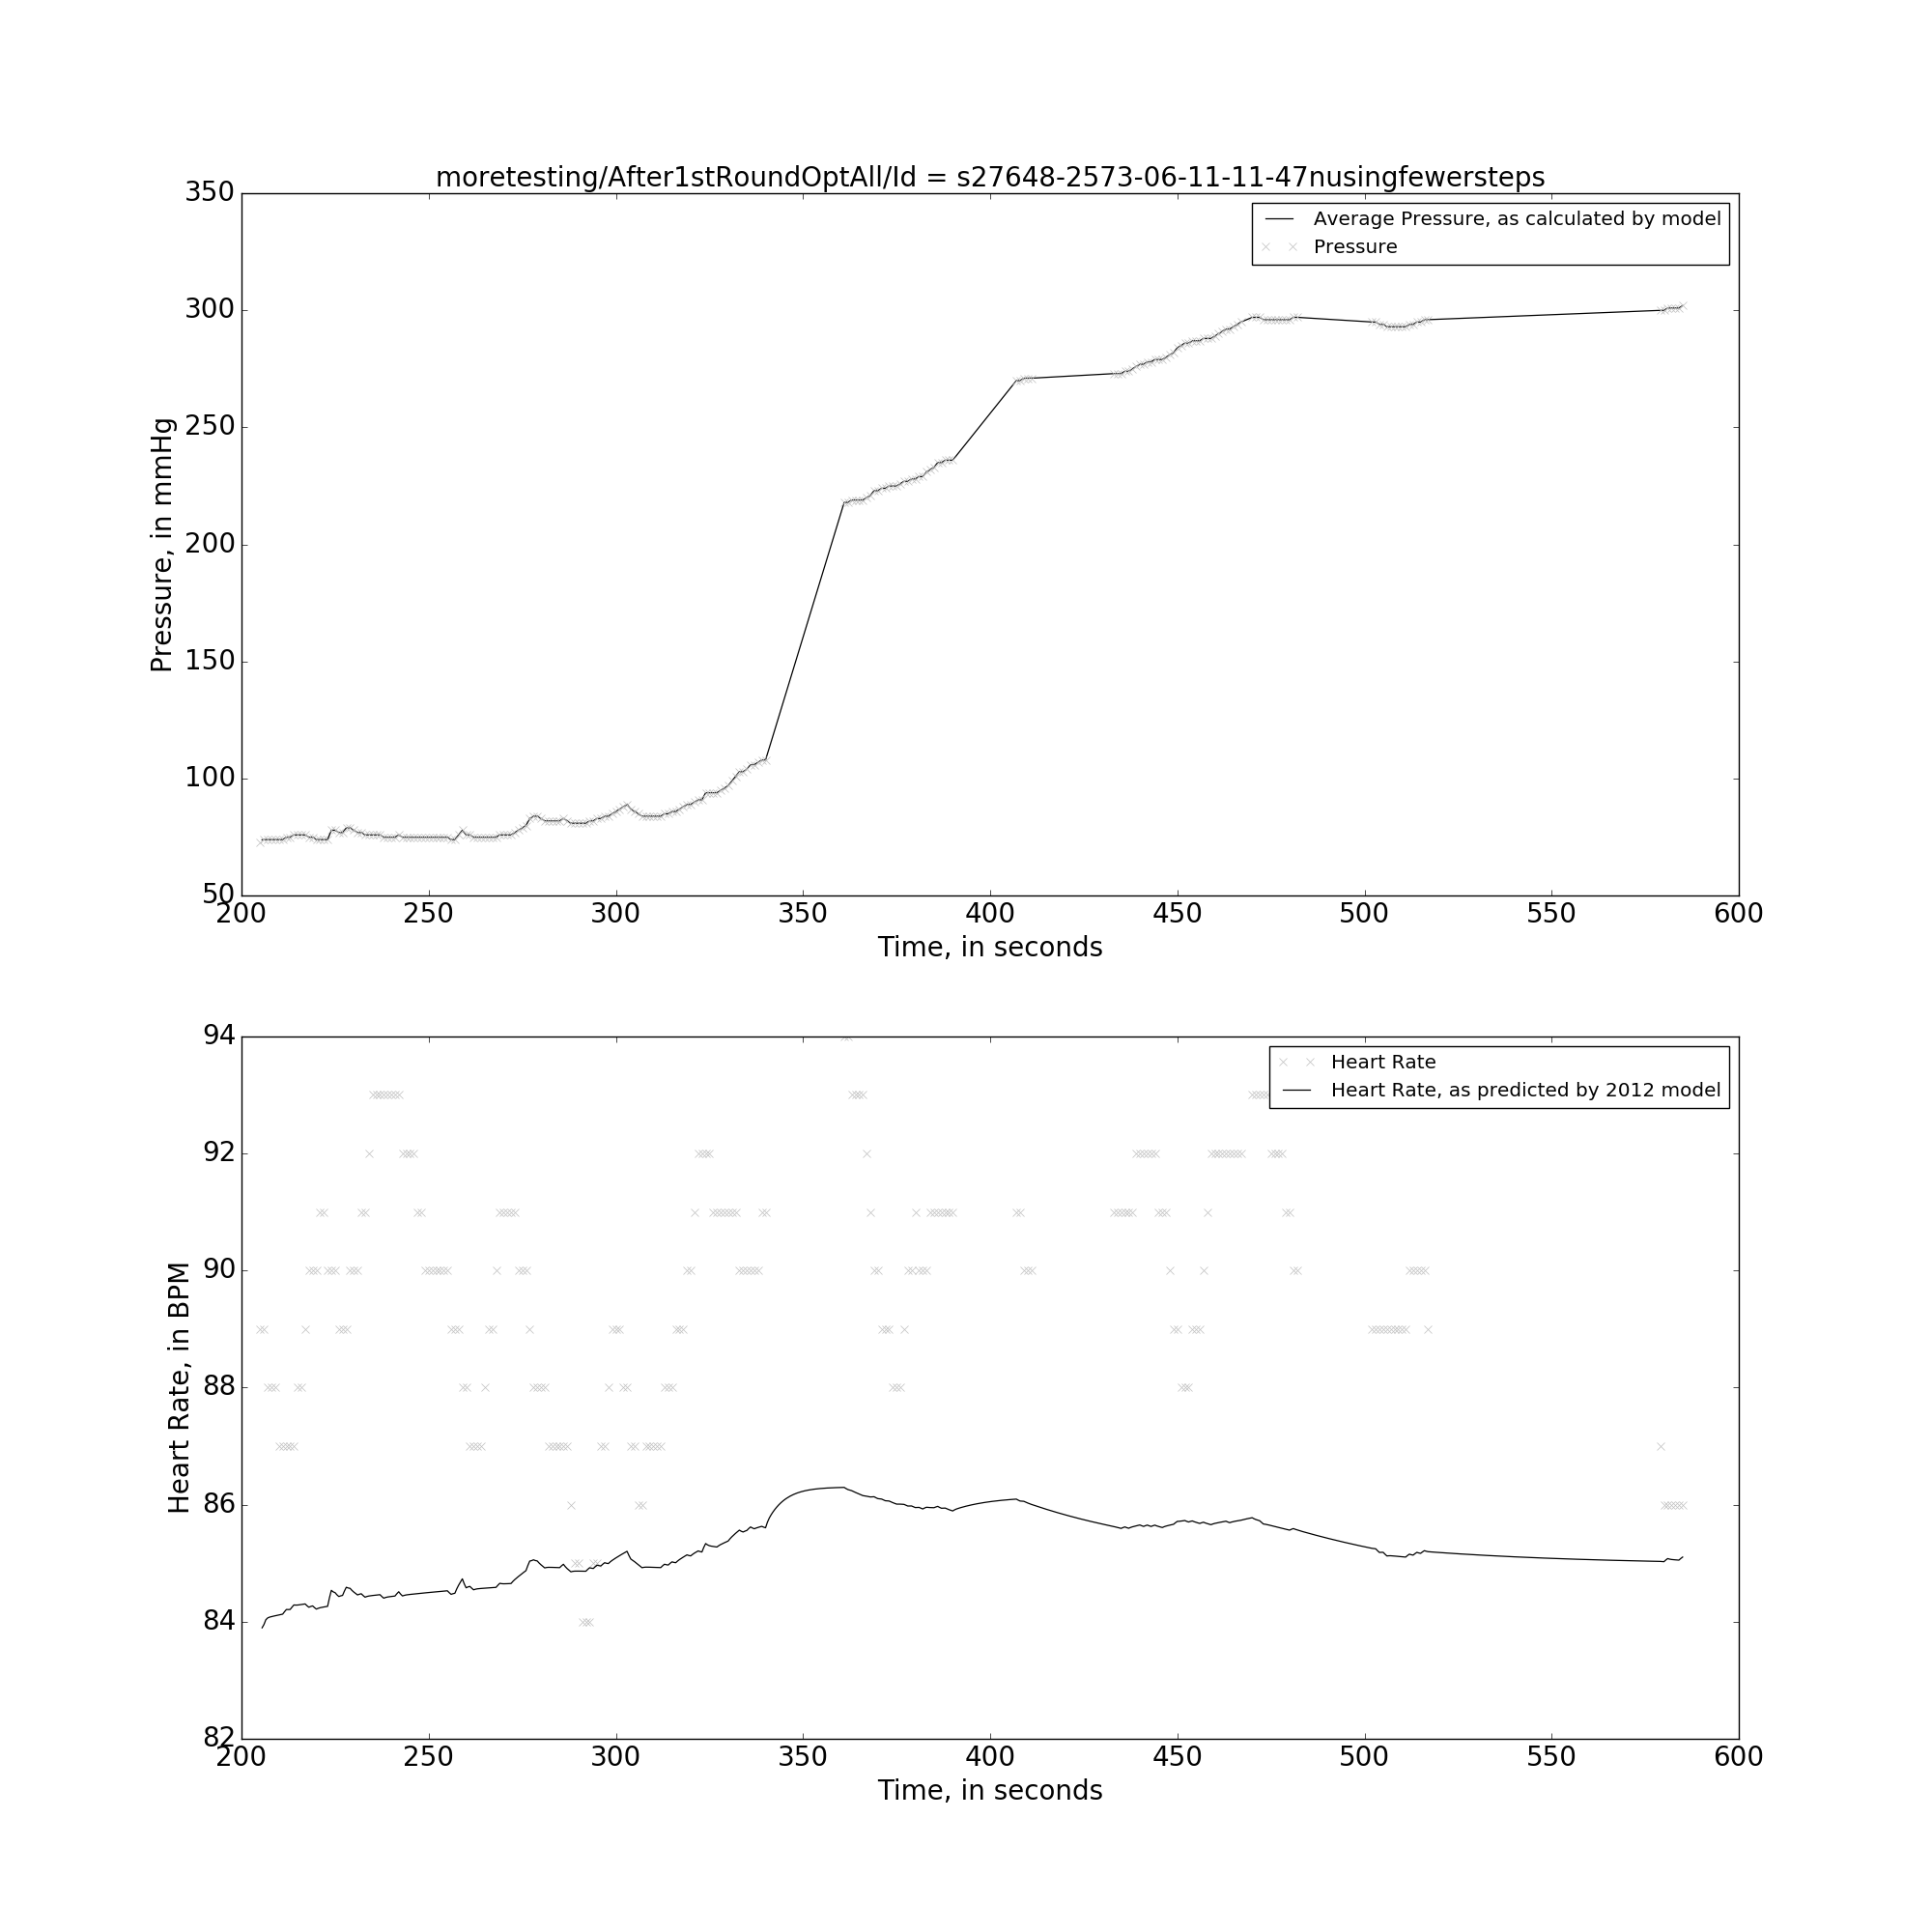 moretesting/After1stRoundOptAll/Id = s27648-2573-06-11-11-47nusingfewersteps
350
300
250
200
150
100
50
Pressure, in mmHg
Average Pressure, as calculated by model
Pressure
200 250 300 350 400 450 500 550 600
Time, in seconds
94
92
90
88
86
84
82
Heart Rate, in BPM
Heart Rate
Heart Rate, as predicted by 2012 model
200 250 300 350 400 450 500 550 600
Time, in seconds